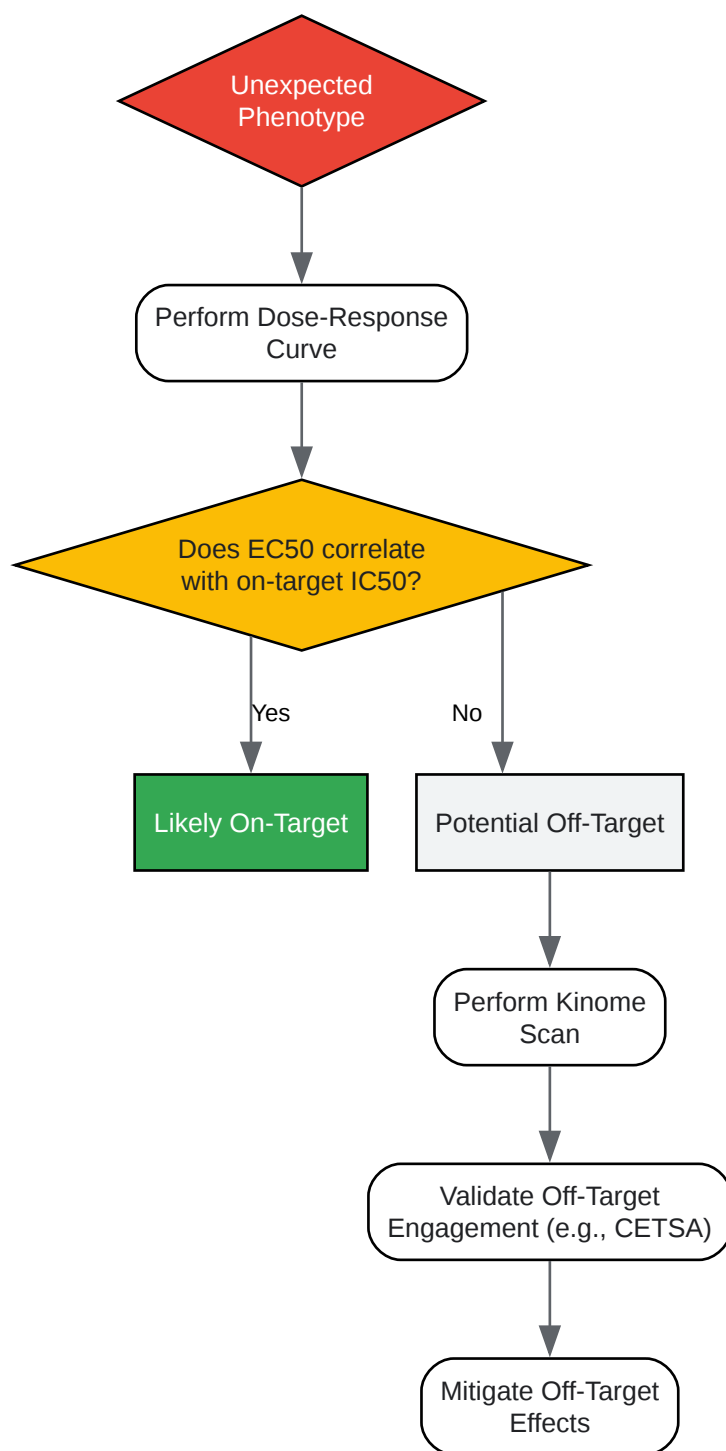 Unexpected
Phenotype
Perform Dose-Response
Curve
Does EC50 correlate
with on-target IC50?
Yes
No
Likely On-Target
Potential Off-Target
Perform Kinome
Scan
Validate Off-Target
Engagement (e.g., CETSA)
Mitigate Off-Target
Effects